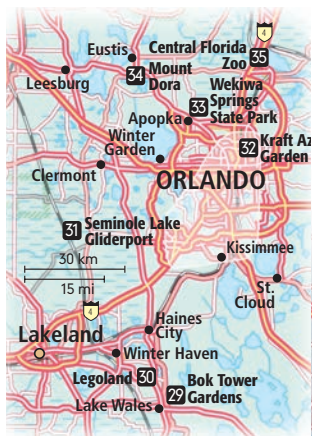 4
Eustis
Central Florida
Zoo
35
Leesburg
34
Mount
Dora
33
Wekiwa
Springs
State Park
Apopka
Winter
Garden
32
Kraft Az
Garden
Clermont
ORLANDO
31
Seminole Lake
Gliderport
Kissimmee
30 km
15 mi
St.
Cloud
4
Haines
City
Lakeland
Winter Haven
Legoland
30
29
Bok Tower
Gardens
Lake Wales